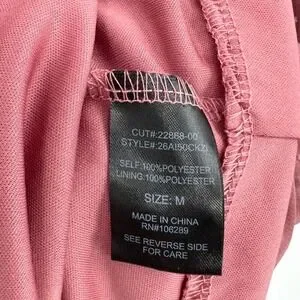 CUT#:22868-00
STYLE#:26AI50CKZI
SELF:100%POLYESTER
LINING:100%POLYESTER
SIZE: M
MADE IN CHINA
RN#106289
SEE REVERSE SIDE
FOR CARE